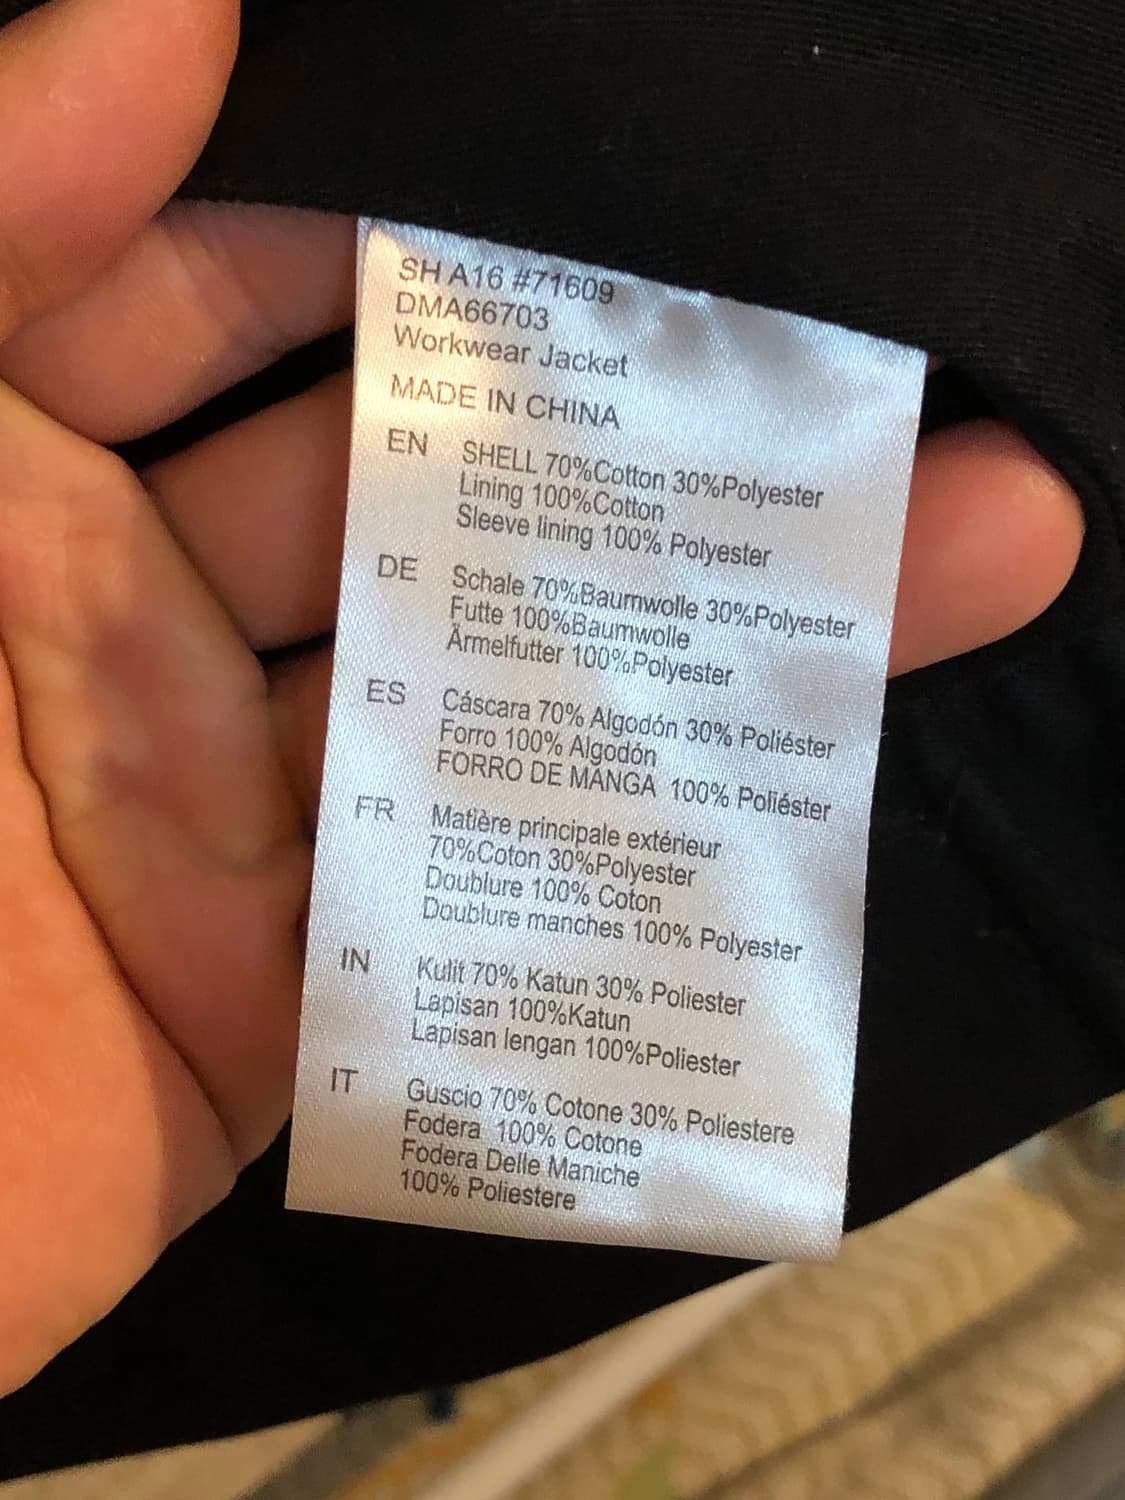 SH A16 #71609
DMA66703
Workwear Jacket
MADE IN CHINA
EN SHELL 70%Cotton 30%Polyester
Lining 100%Cotton
Sleeve lining 100% Polyester
DE Schale 70%Baumwolle 30%Polyester
Futte 100%Baumwolle
Ärmelfutter 100%Polyester
ES Cáscara 70% Algodón 30% Poliéster
Forro 100% Algodón
FORRO DE MANGA 100% Poliéster
FR Matière principale extérieur
70%Coton 30%Polyester
Doublure 100% Coton
Doublure manches 100% Polyester
IN Kulit 70% Katun 30% Poliester
Lapisan 100%Katun
Lapisan lengan 100%Poliester
IT Guscio 70% Cotone 30% Poliestere
Fodera 100% Cotone
Fodera Delle Maniche
100% Poliestere